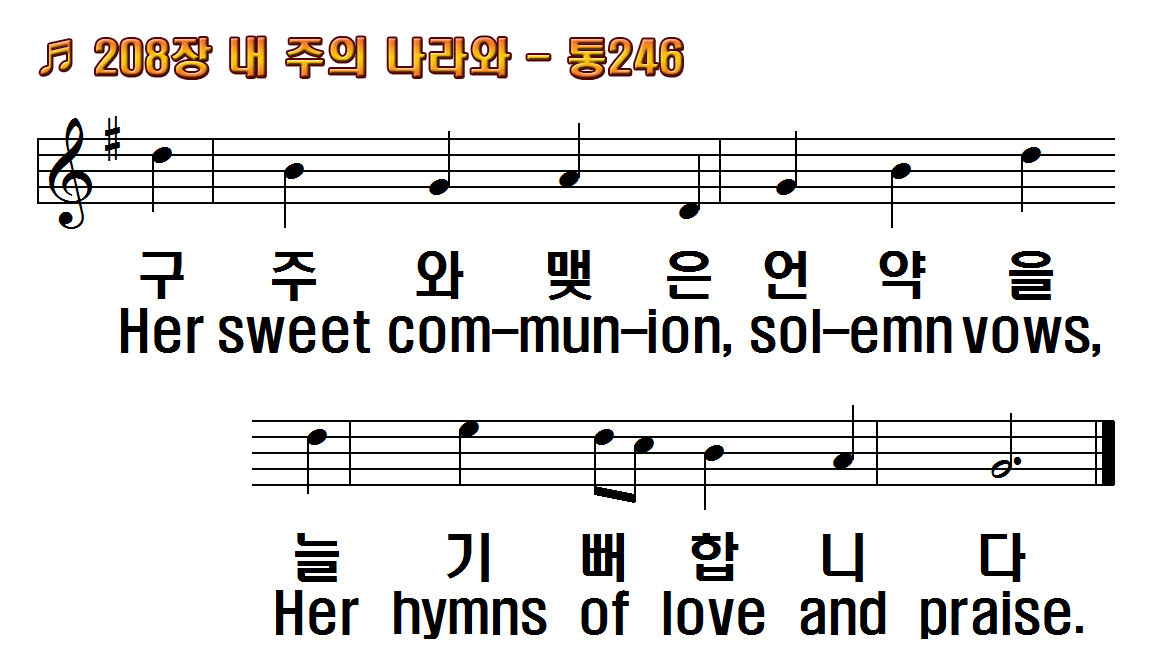 ♬ 208장 내 주의 나라와 - 통246
구 주 와 맺 은 언 약 을
Her sweet com-mun-ion, sol-emn vows,
늘 기 뻐 합 니 다
Her hymns of love and praise.